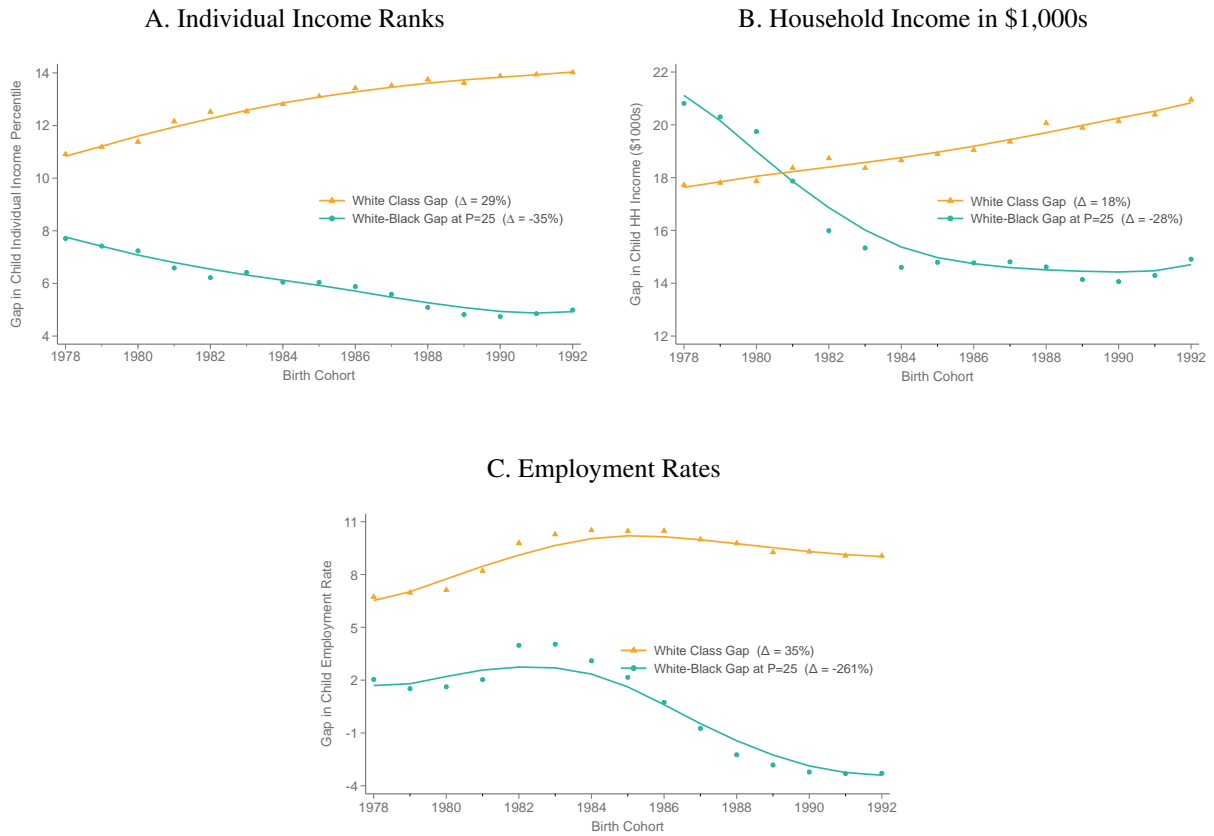 A. Individual Income Ranks
Gap in Child Individual Income Percentile
14
12
10
8
6
4
White Class Gap (Δ = 29%)
White-Black Gap at P=25 (Δ = -35%)
1978 1980 1982 1984 1986 1988 1990 1992
Birth Cohort
B. Household Income in $1,000s
Gap in Child HH Income ($1000s)
22
20
18
16
14
12
White Class Gap (Δ = 18%)
White-Black Gap at P=25 (Δ = -28%)
1978 1980 1982 1984 1986 1988 1990 1992
Birth Cohort
C. Employment Rates
Gap in Child Employment Rate
11
8
5
2
-1
-4
White Class Gap (Δ = 35%)
White-Black Gap at P=25 (Δ = -261%)
1978 1980 1982 1984 1986 1988 1990 1992
Birth Cohort